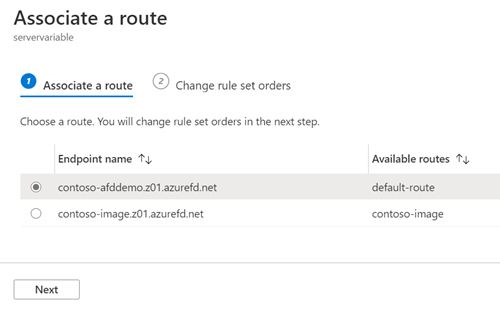 Associate a route
servervariable
1 Associate a route 2 Change rule set orders
Choose a route. You will change rule set orders in the next step.
Endpoint name ↑↓ Available routes ↑↓
contoso-afddemo.z01.azurefd.net default-route
contoso-image.z01.azurefd.net contoso-image
Next